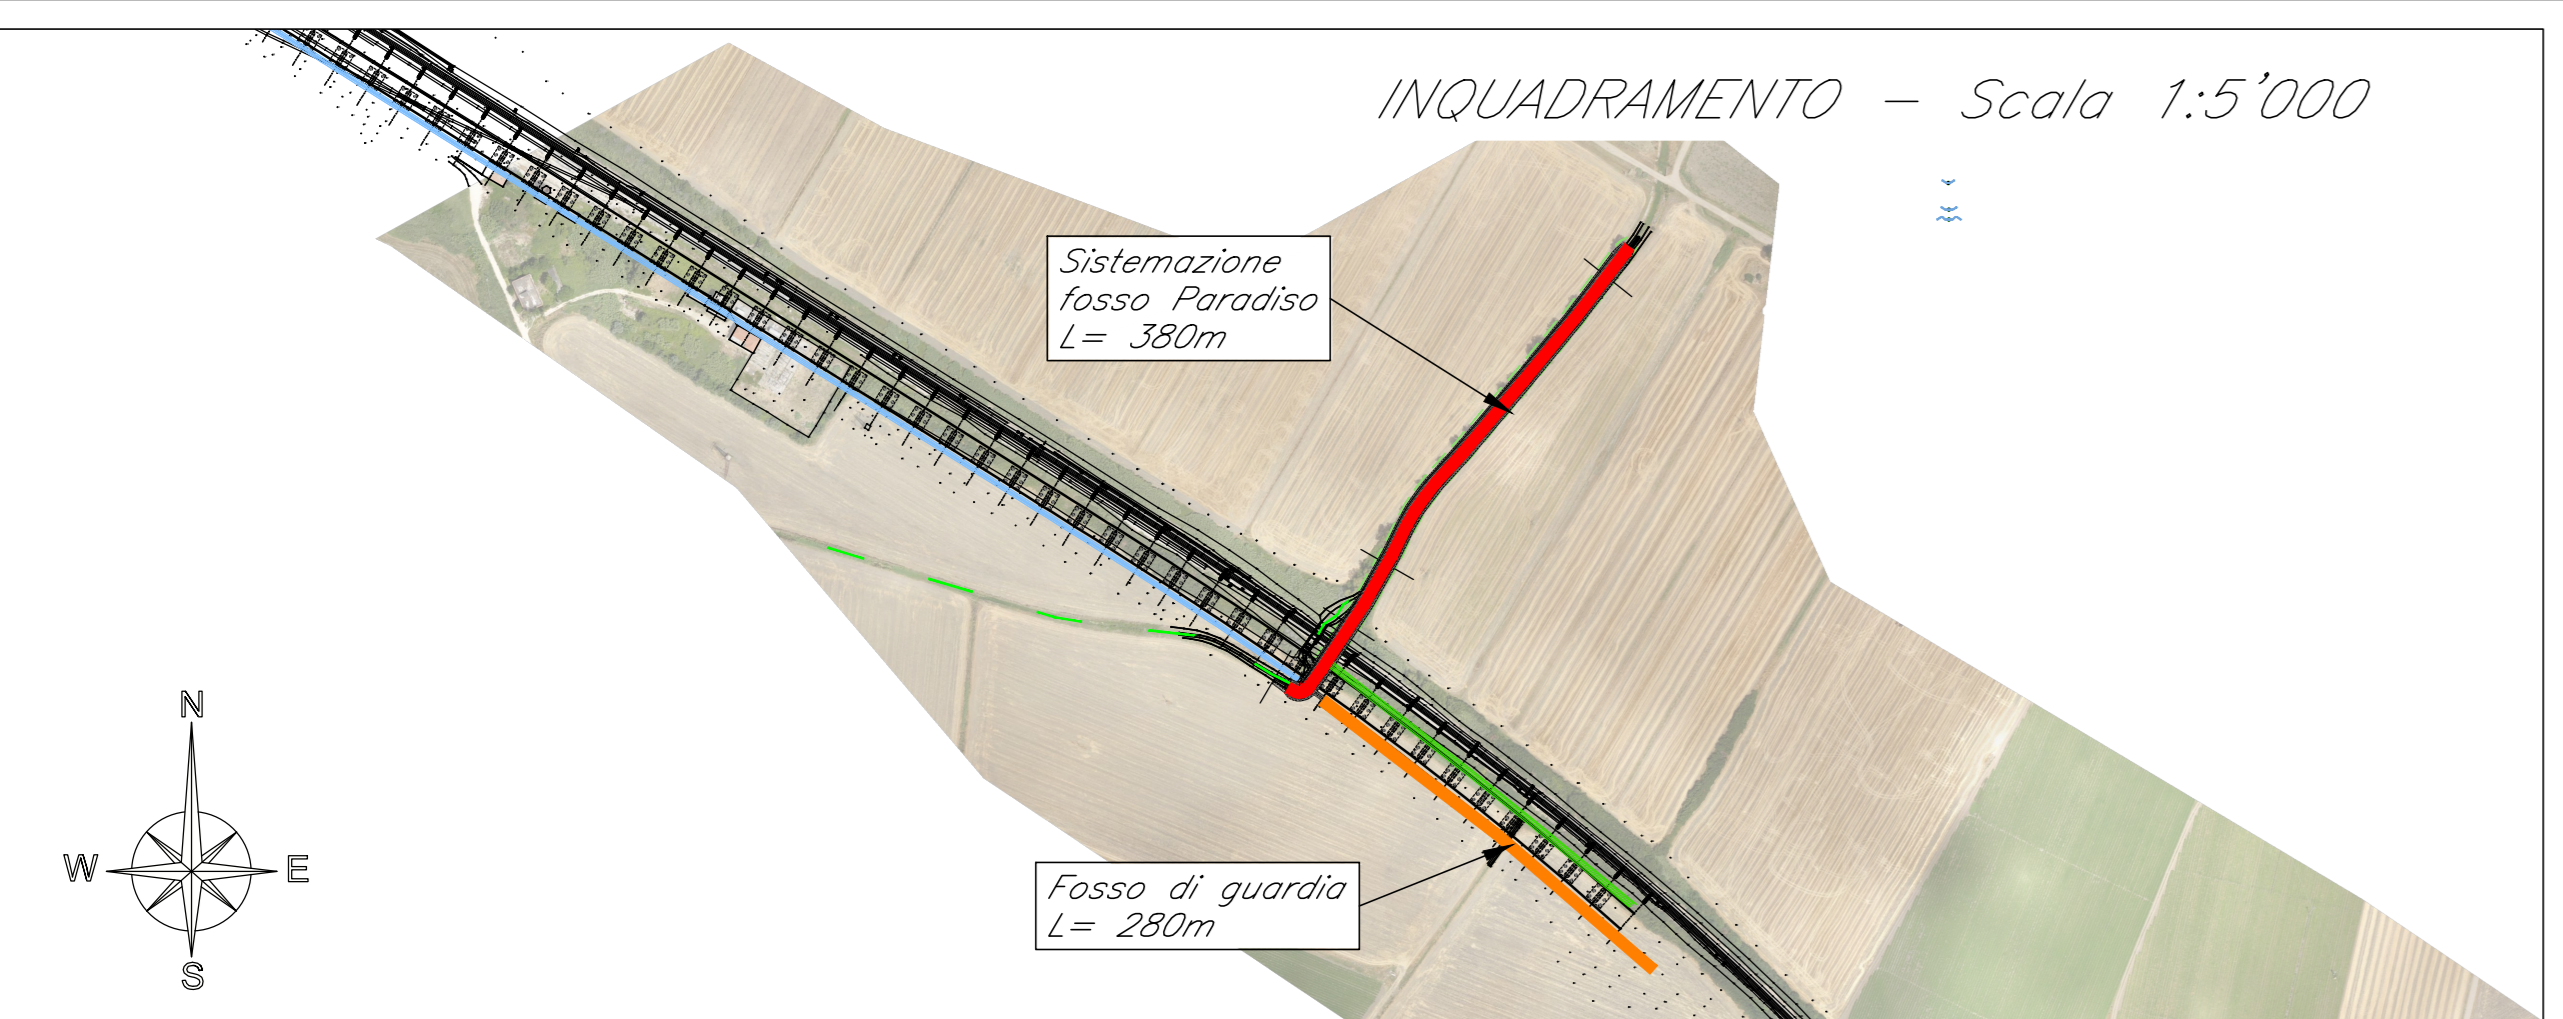 INQUADRAMENTO – Scala 1:5'000
Sistemazione
fosso Paradiso
L= 380m
Fosso di guardia
L= 280m
N
W
E
S